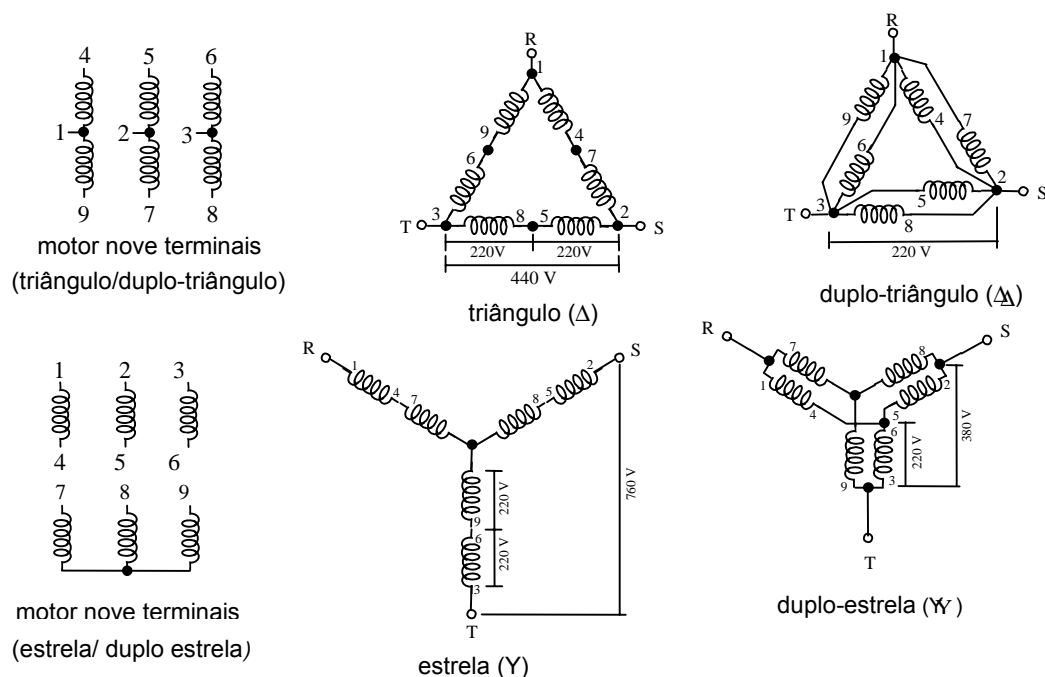 4 5 6
1 2 3
9 7 8
motor nove terminais
(triângulo/duplo-triângulo)
R
1
9 4
6 7
3 8 5 2
T S
220V 220V
440 V
triângulo (Δ)
R
1
9 4 7
6
2
3 5
T S
8
220 V
duplo-triângulo (ΔΔ)
1 2 3
4 5 6
7 8 9
motor nove terminais
(estrela/ duplo estrela)
R S
1 2
4 5
7 8
9
6
3
220 V
220 V
760 V
T
estrela (Y)
R S
7 8
1 2
4 5
6
9 3
220 V
380 V
T
duplo-estrela (YY)